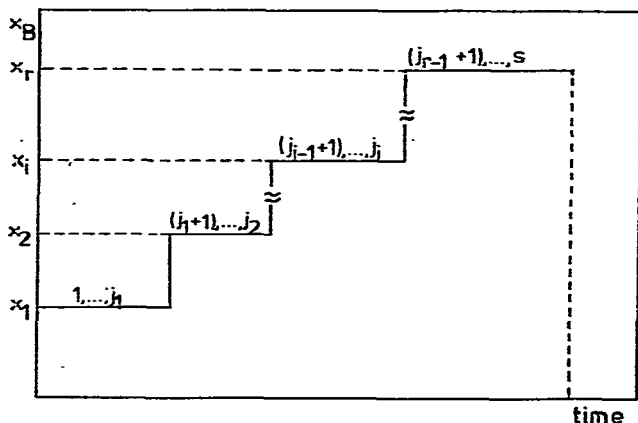 x_B
x_r
(j_{r-1}+1),...,s
x_i
(j_{i-1}+1),...,j_i
x_2
(j_1+1),...,j_2
x_1
1,...,j_1
time